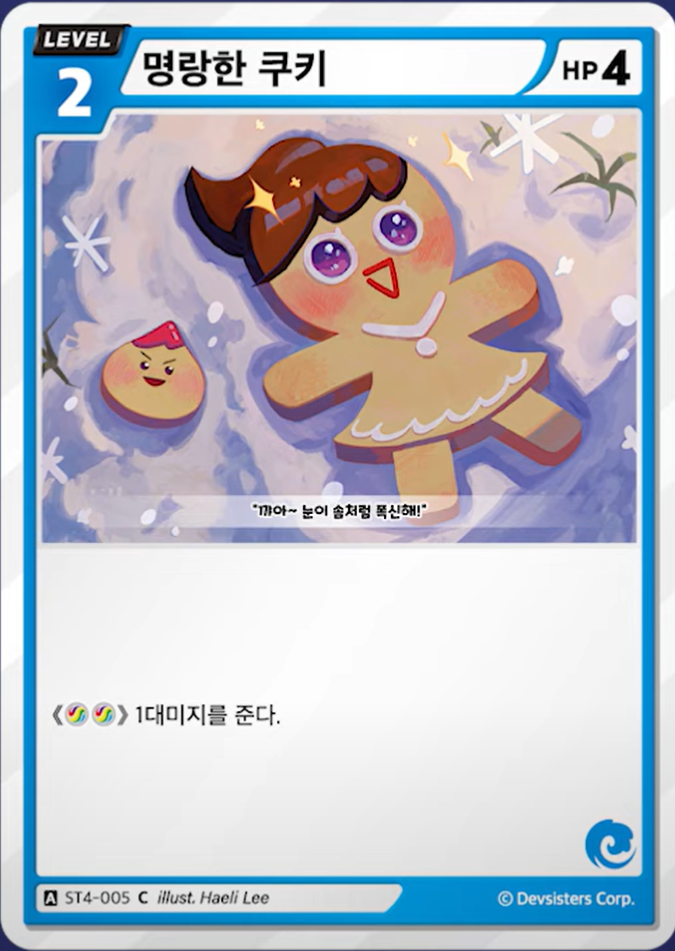 LEVEL
2
명랑한 쿠키
HP 4
"꺄아~ 눈이 솜처럼 폭신해!"
《 》 1대미지를 준다.
A ST4-005 C illust. Haeli Lee
© Devsisters Corp.